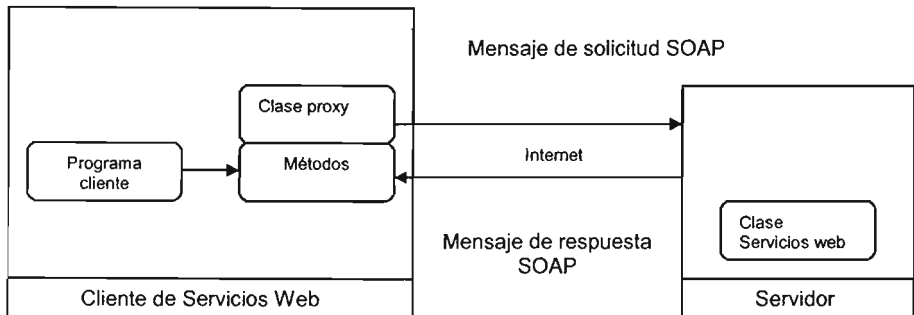 Mensaje de solicitud SOAP
Clase proxy
Programa
cliente
Métodos
Internet
Mensaje de respuesta
SOAP
Clase
Servicios web
Cliente de Servicios Web
Servidor